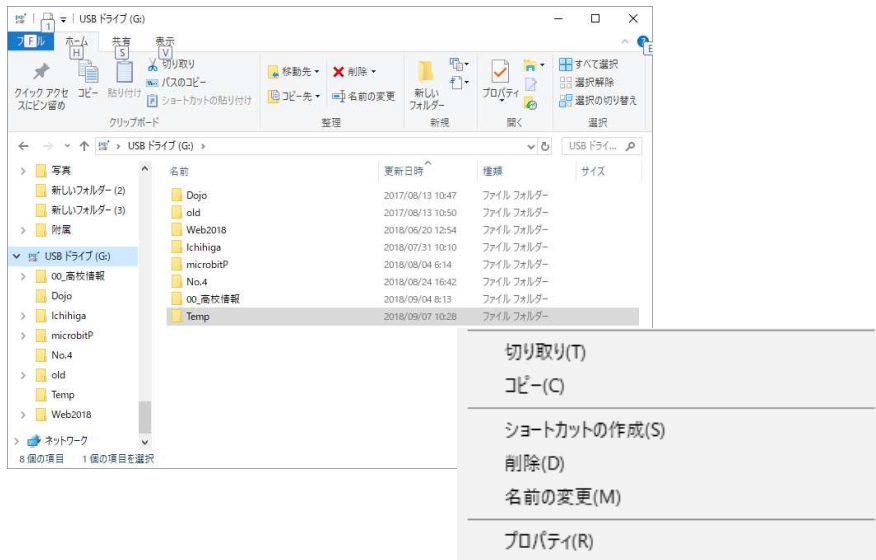 USB ドライブ (G:)
1
F ル ホーム 共有 表示
H S V E
クイック アクセスにピン留め
コピー
貼り付け
切り取り
パスのコピー
ショートカットの貼り付け
クリップボード
移動先
コピー先
削除
名前の変更
整理
新しいフォルダー
新規
プロパティ
開く
すべて選択
選択解除
選択の切り替え
選択
USB ドライブ (G:)
USB ドライ...
写真
新しいフォルダー (2)
新しいフォルダー (3)
附属
USB ドライブ (G:)
00_高校情報
Dojo
Ichihiga
microbitP
No.4
old
Temp
Web2018
ネットワーク
名前 更新日時 種類 サイズ
Dojo 2017/08/13 10:47 ファイル フォルダー
old 2017/08/13 10:50 ファイル フォルダー
Web2018 2018/06/20 12:54 ファイル フォルダー
Ichihiga 2018/07/31 10:10 ファイル フォルダー
microbitP 2018/08/04 6:14 ファイル フォルダー
No.4 2018/08/24 16:42 ファイル フォルダー
00_高校情報 2018/09/04 8:13 ファイル フォルダー
Temp 2018/09/07 10:28 ファイル フォルダー
8 個の項目 1 個の項目を選択
切り取り(T)
コピー(C)
ショートカットの作成(S)
削除(D)
名前の変更(M)
プロパティ(R)